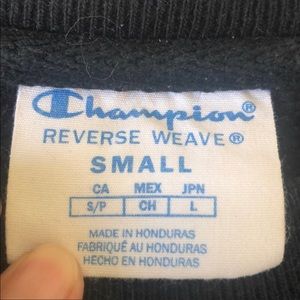 Champion®
REVERSE WEAVE®
SMALL
CA MEX JPN
S/P CH L
MADE IN HONDURAS
FABRIQUÉ AU HONDURAS
HECHO EN HONDURAS